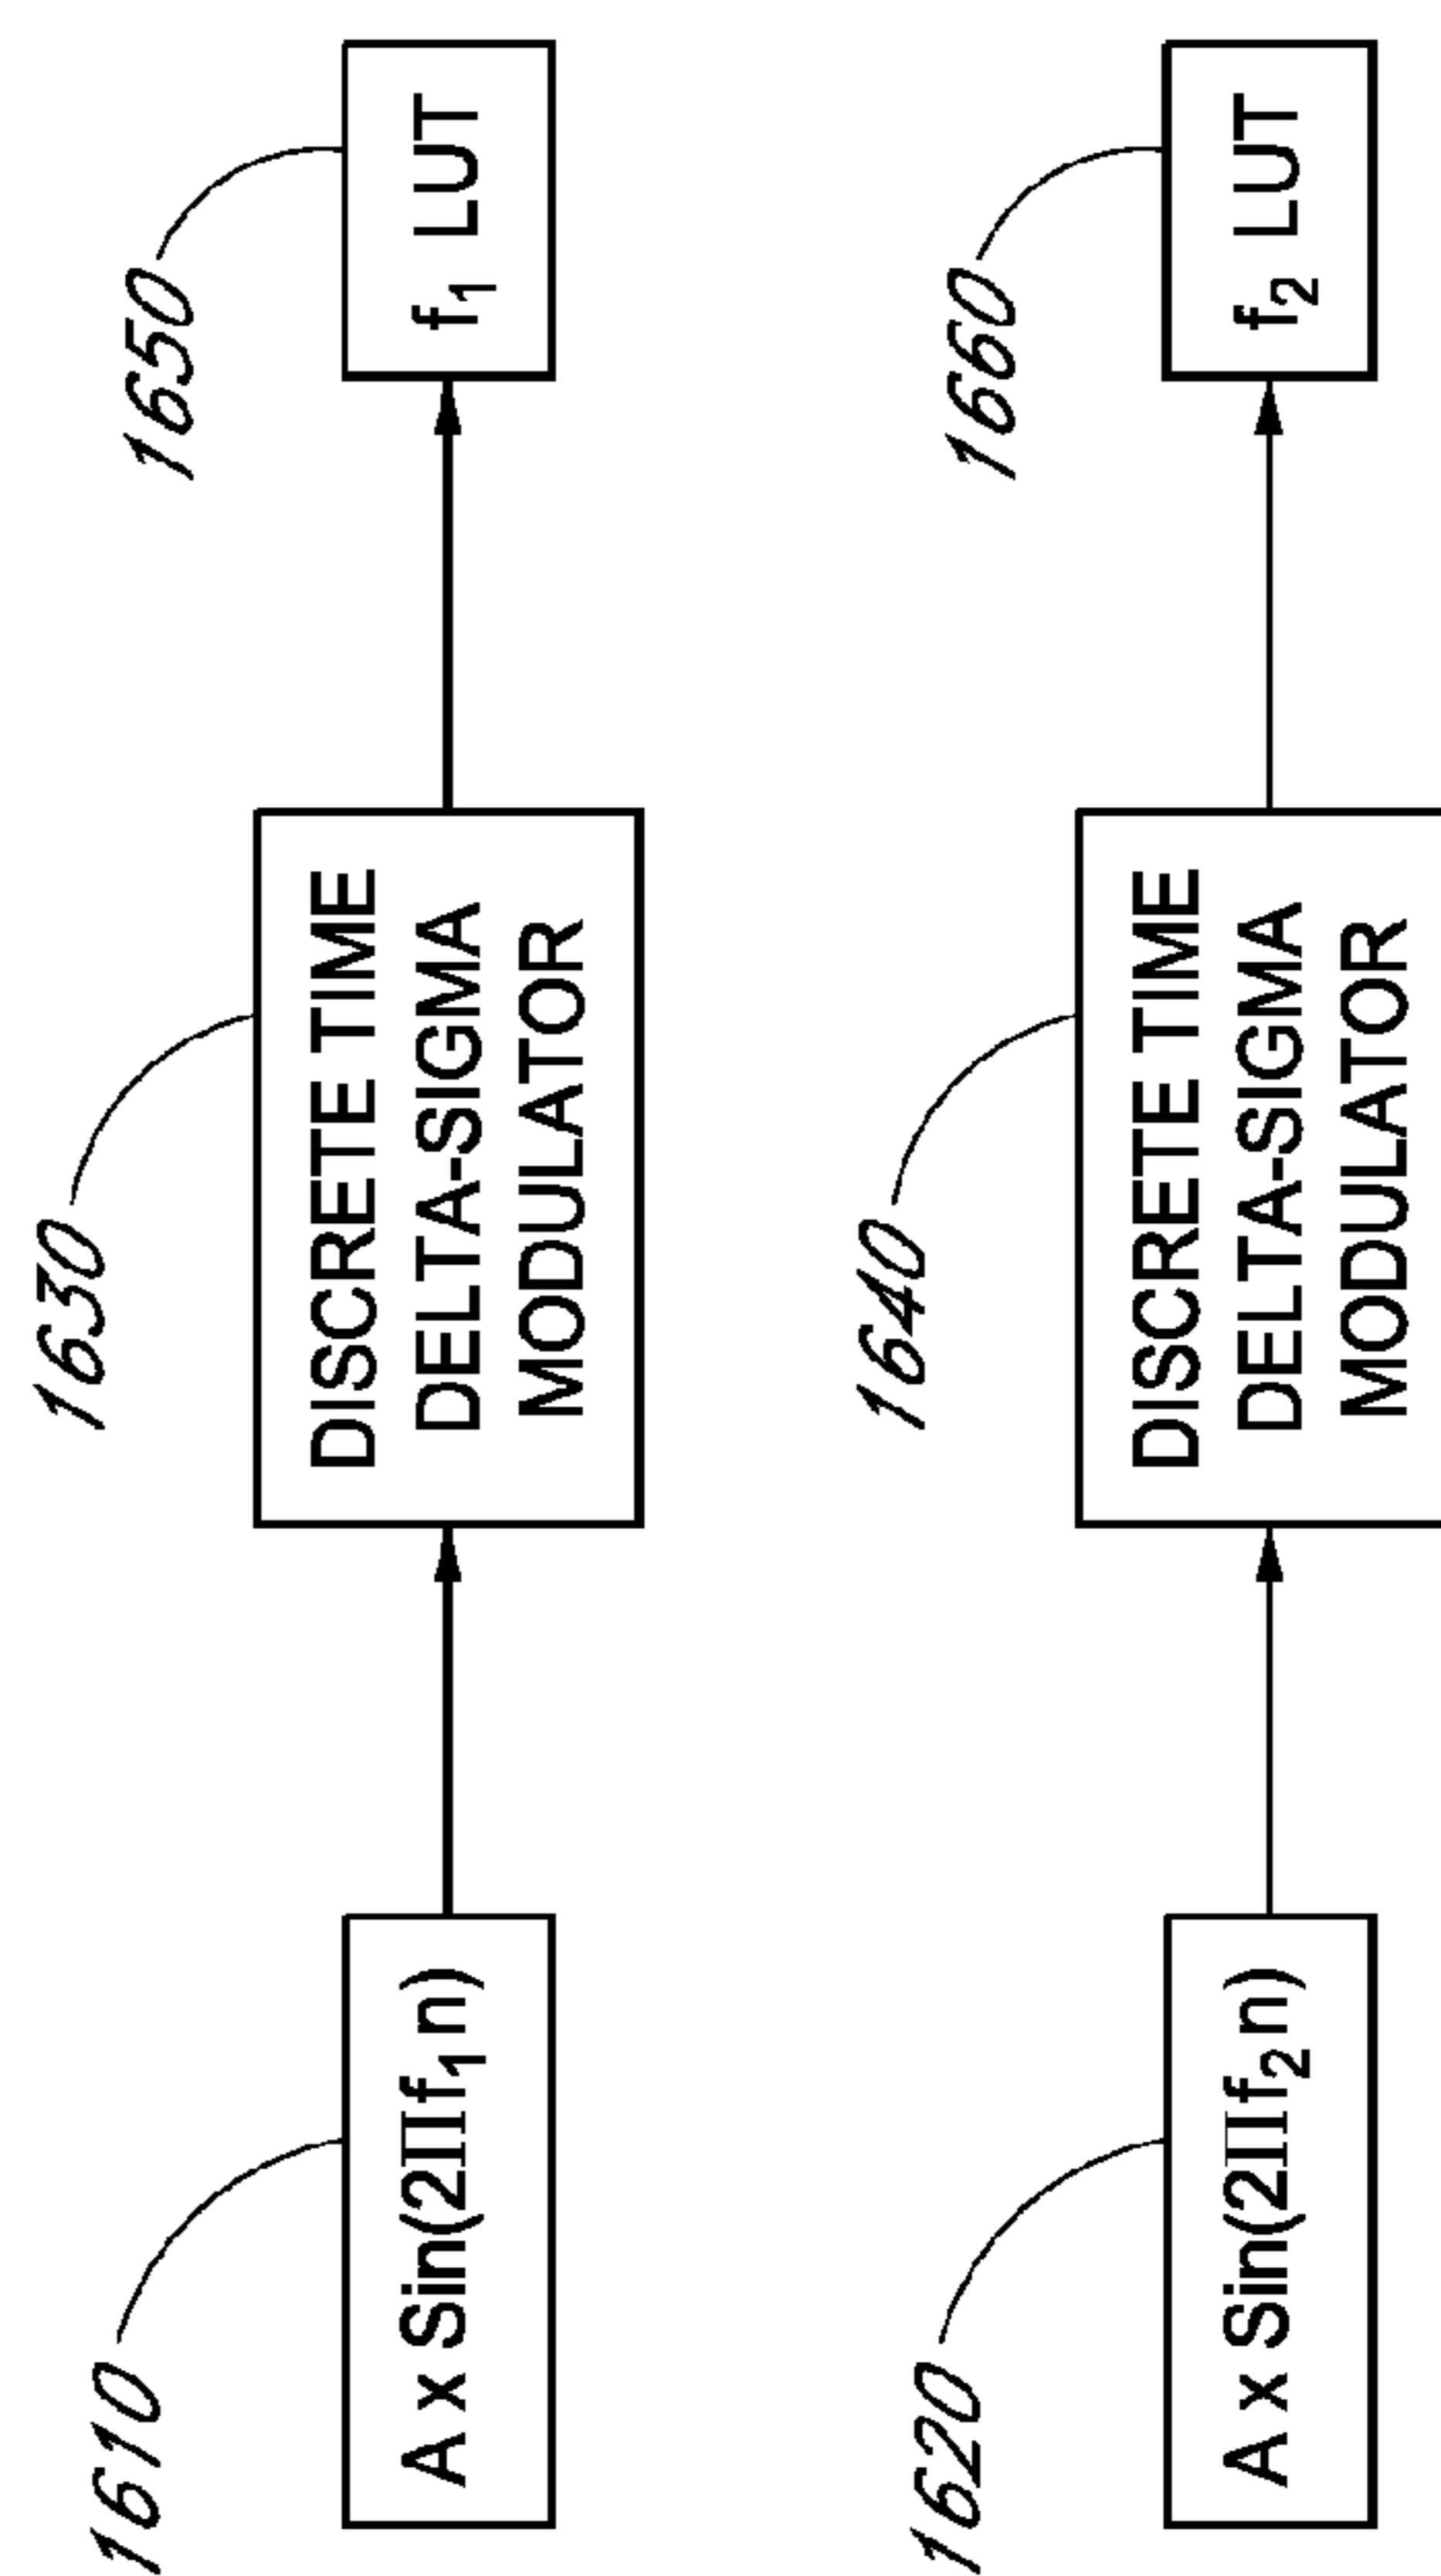 1610
A x Sin(2Πf₁n)
1630
DISCRETE TIME
DELTA-SIGMA
MODULATOR
1650
f₁ LUT
1620
A x Sin(2Πf₂n)
1640
DISCRETE TIME
DELTA-SIGMA
MODULATOR
1660
f₂ LUT